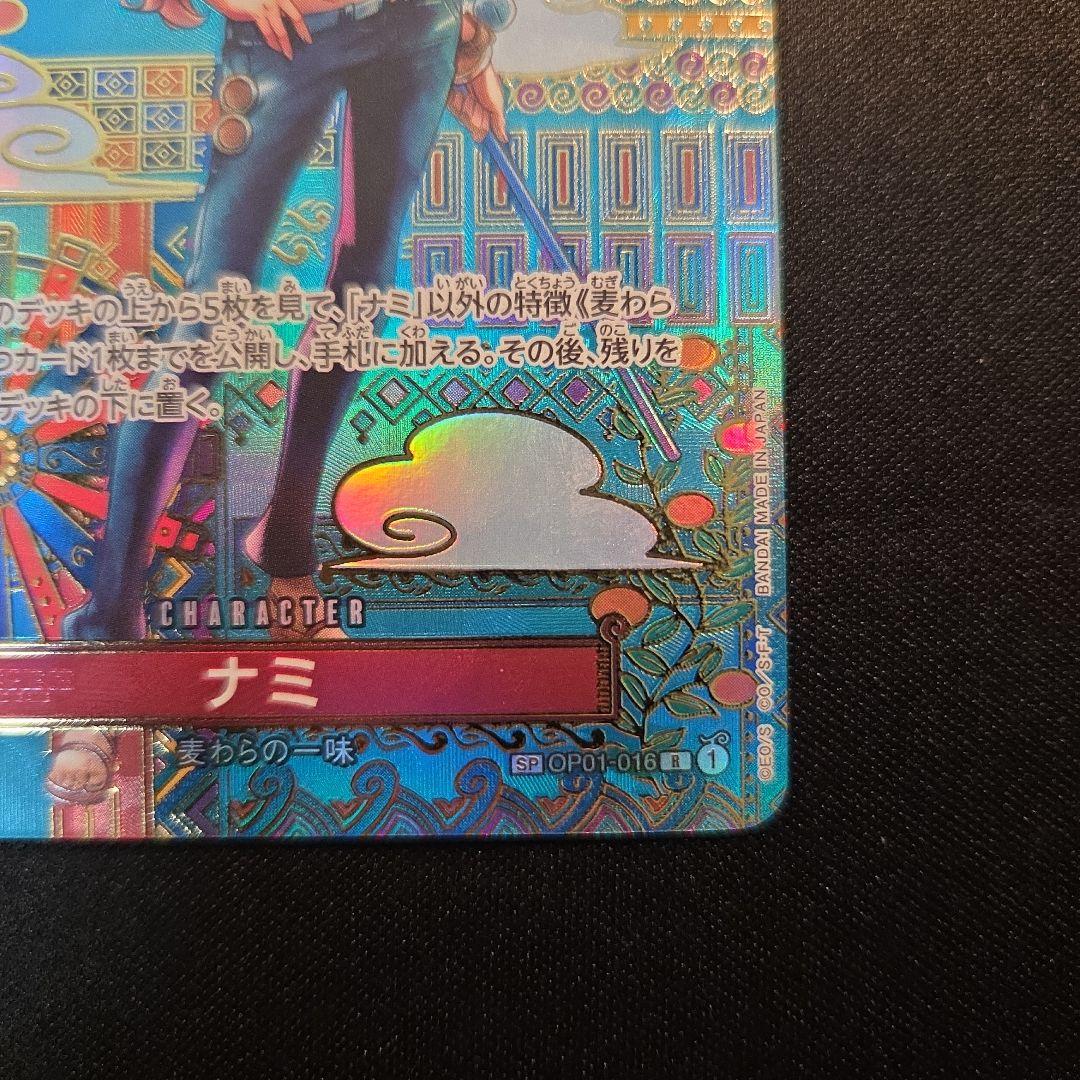 のデッキの上から5枚を見て、「ナミ」以外の特徴《麦わら
つカード1枚までを公開し、手札に加える。その後、残りを
デッキの下に置く。
CHARACTER
ナミ
麦わらの一味
SP OP01-016 R 1
©EO/S ©O/S・F・T BANDAI MADE IN JAPAN